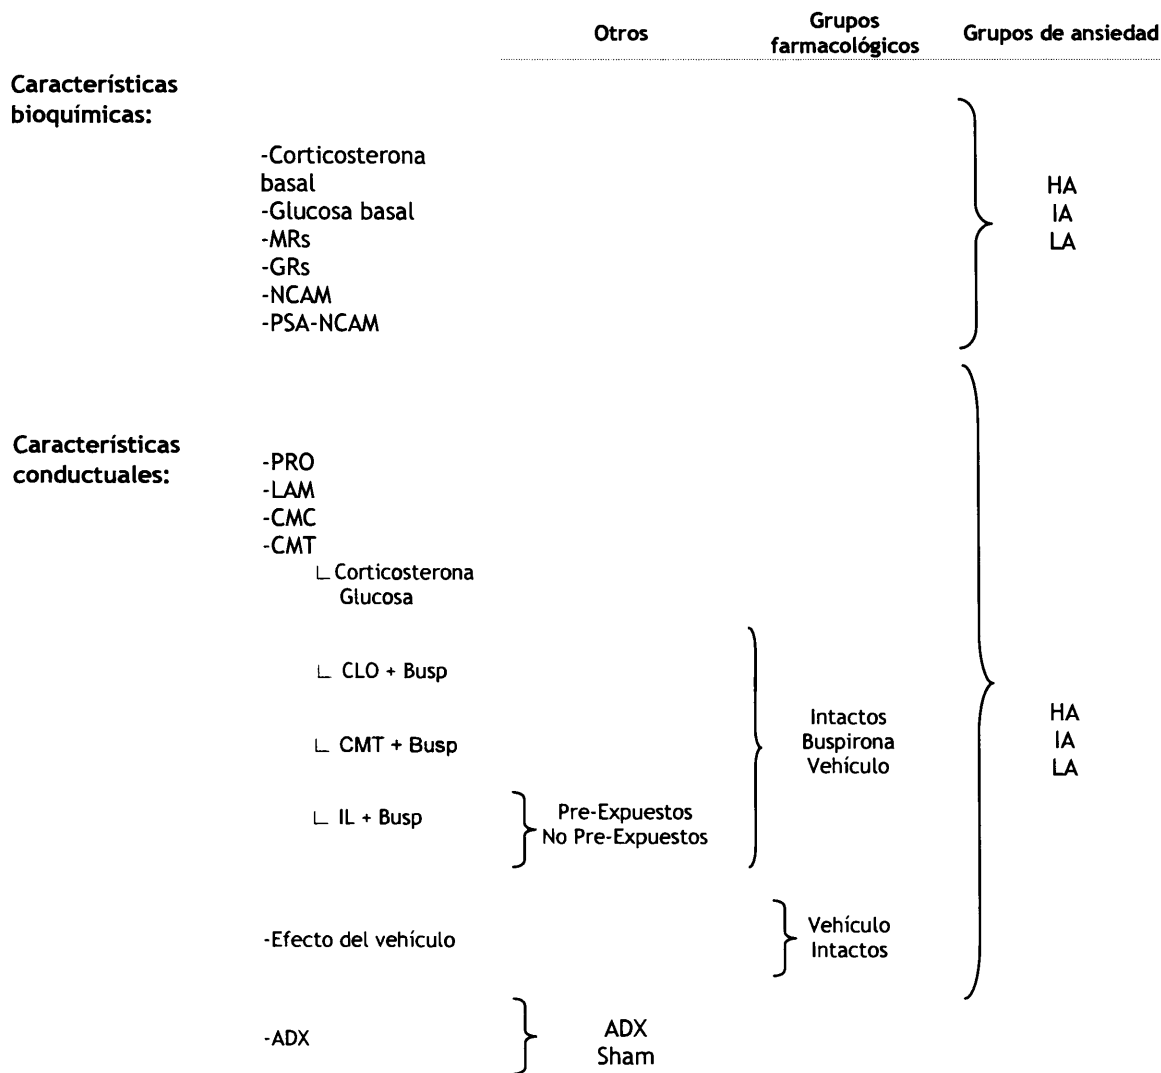 Otros
Grupos
farmacológicos
Grupos de ansiedad
Características
bioquímicas:
-Corticosterona
basal
-Glucosa basal
-MRs
-GRs
-NCAM
-PSA-NCAM
HA
IA
LA
Características
conductuales:
-PRO
-LAM
-CMC
-CMT
Corticosterona
Glucosa
CLO + Busp
CMT + Busp
IL + Busp
Pre-Expuestos
No Pre-Expuestos
Intactos
Buspirona
Vehículo
HA
IA
LA
-Efecto del vehículo
Vehículo
Intactos
-ADX
ADX
Sham